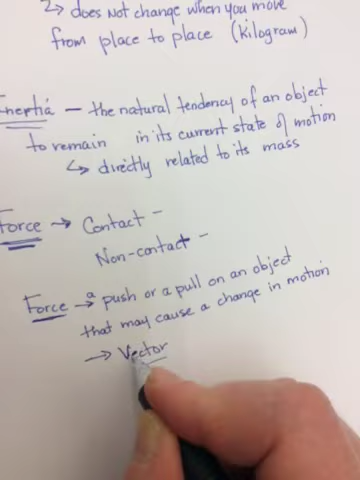 ↳ does not change when you move
from place to place (kilogram)
Inertia — the natural tendency of an object
to remain in its current state of motion
↳ directly related to its mass
Force → Contact –
Non-contact –
Force → a push or a pull on an object
that may cause a change in motion
→ Vector